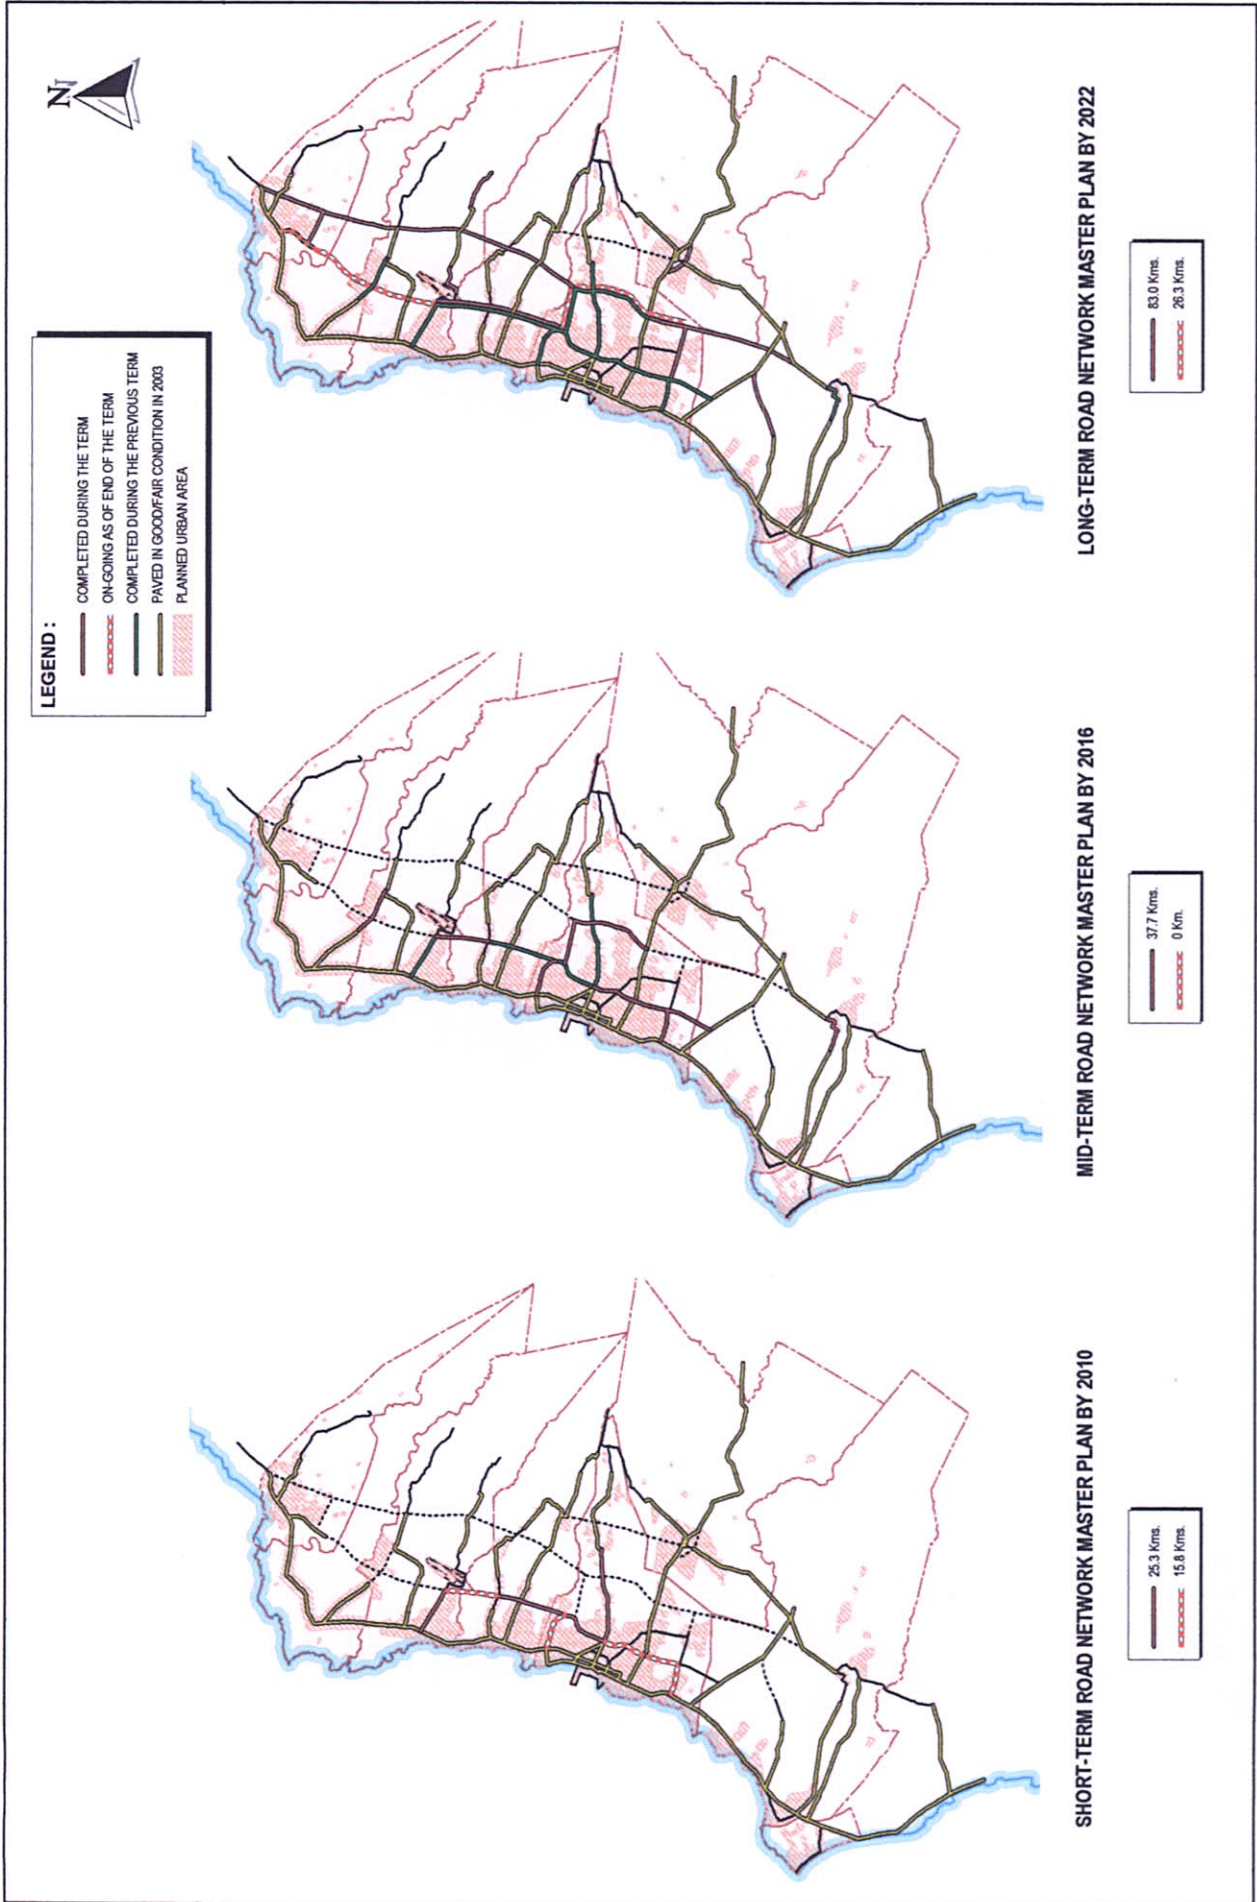 N
LEGEND :
COMPLETED DURING THE TERM
ON-GOING AS OF END OF THE TERM
COMPLETED DURING THE PREVIOUS TERM
PAVED IN GOOD/FAIR CONDITION IN 2003
PLANNED URBAN AREA
SHORT-TERM ROAD NETWORK MASTER PLAN BY 2010
25.3 Kms.
15.8 Kms.
MID-TERM ROAD NETWORK MASTER PLAN BY 2016
37.7 Kms.
0 Km.
LONG-TERM ROAD NETWORK MASTER PLAN BY 2022
83.0 Kms.
26.3 Kms.